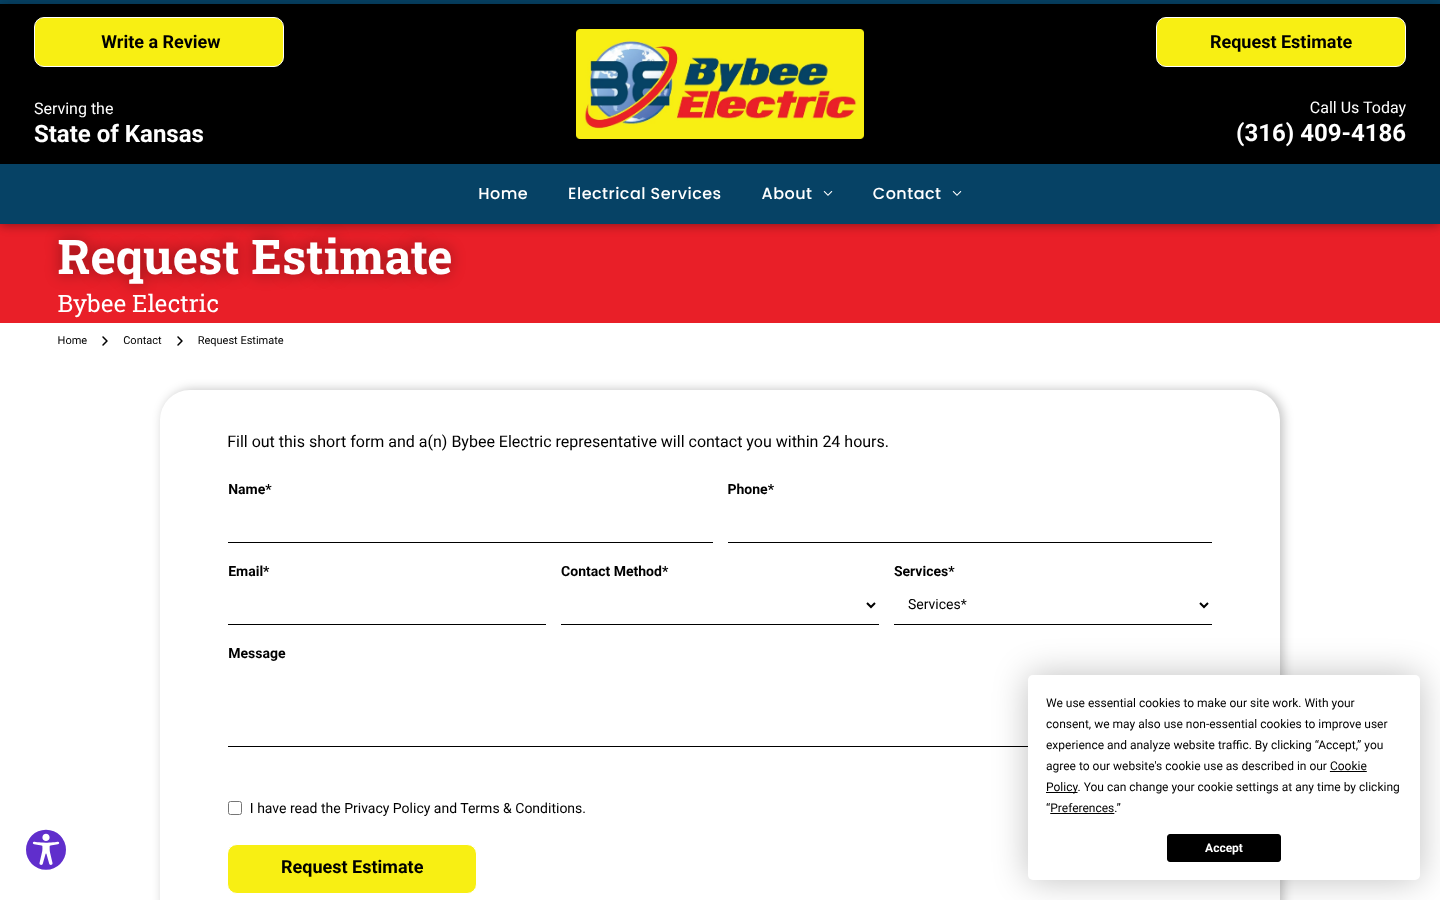 Write a Review
Serving the
State of Kansas
BE Bybee
Electric
Request Estimate
Call Us Today
(316) 409-4186
Home
Electrical Services
About
Contact
Request Estimate
Bybee Electric
Home
Contact
Request Estimate
Fill out this short form and a(n) Bybee Electric representative will contact you within 24 hours.
Name*
Phone*
Email*
Contact Method*
Services*
Services*
Message
I have read the Privacy Policy and Terms & Conditions.
Request Estimate
We use essential cookies to make our site work. With your
consent, we may also use non-essential cookies to improve user
experience and analyze website traffic. By clicking “Accept,” you
agree to our website's cookie use as described in our Cookie
Policy. You can change your cookie settings at any time by clicking
“Preferences.”
Accept